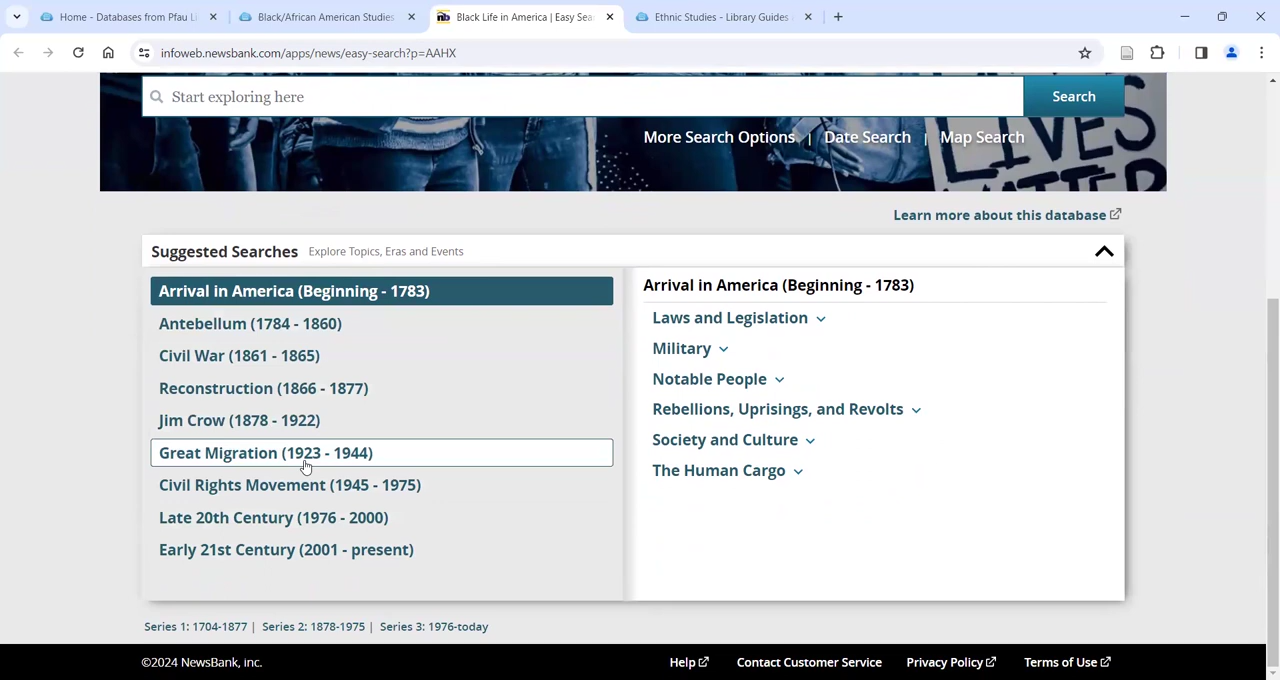 Home - Databases from Pfau Li
Black/African American Studies
Black Life in America | Easy Sea
Ethnic Studies - Library Guides
infoweb.newsbank.com/apps/news/easy-search?p=AAHX
Start exploring here
Search
More Search Options | Date Search | Map Search
LIVES
Learn more about this database
Suggested Searches Explore Topics, Eras and Events
Arrival in America (Beginning - 1783)
Antebellum (1784 - 1860)
Civil War (1861 - 1865)
Reconstruction (1866 - 1877)
Jim Crow (1878 - 1922)
Great Migration (1923 - 1944)
Civil Rights Movement (1945 - 1975)
Late 20th Century (1976 - 2000)
Early 21st Century (2001 - present)
Arrival in America (Beginning - 1783)
Laws and Legislation
Military
Notable People
Rebellions, Uprisings, and Revolts
Society and Culture
The Human Cargo
Series 1: 1704-1877 | Series 2: 1878-1975 | Series 3: 1976-today
©2024 NewsBank, inc.
Help
Contact Customer Service
Privacy Policy
Terms of Use